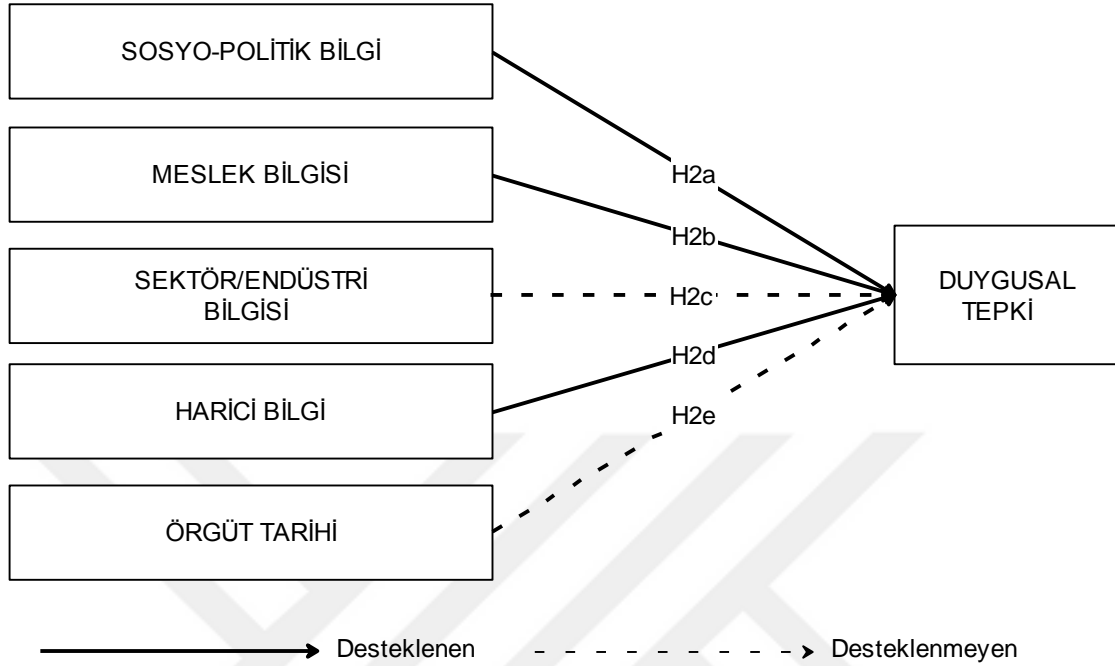 SOSYO-POLİTİK BİLGİ
MESLEK BİLGİSİ
SEKTÖR/ENDÜSTRİ
BİLGİSİ
HARİCİ BİLGİ
ÖRGÜT TARİHİ
H2a
H2b
H2c
H2d
H2e
DUYGUSAL
TEPKİ
Desteklenen
Desteklenmeyen